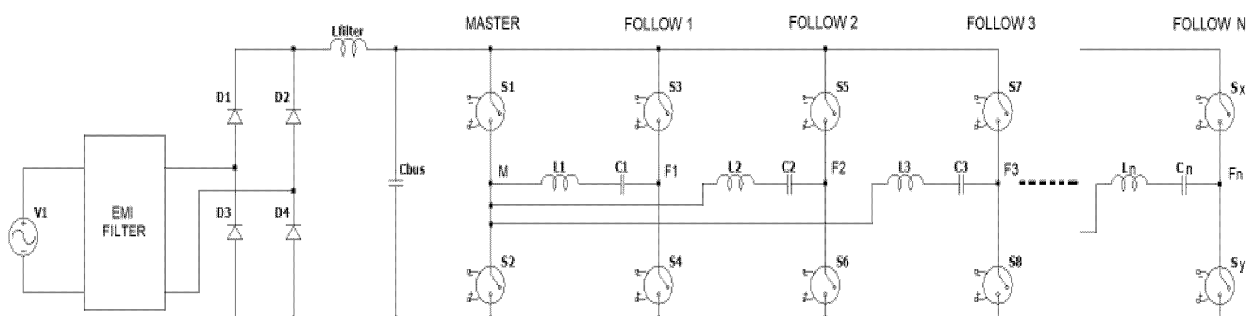 MASTER FOLLOW 1 FOLLOW 2 FOLLOW 3 FOLLOW N
Lfilter
S1 S3 S5 S7 Sx
D1 D2
Cbus
M L1 C1 F1 L2 C2 F2 L3 C3 F3 Ln Cn Fn
V1
EMI
FILTER
D3 D4
S2 S4 S6 S8 Sy